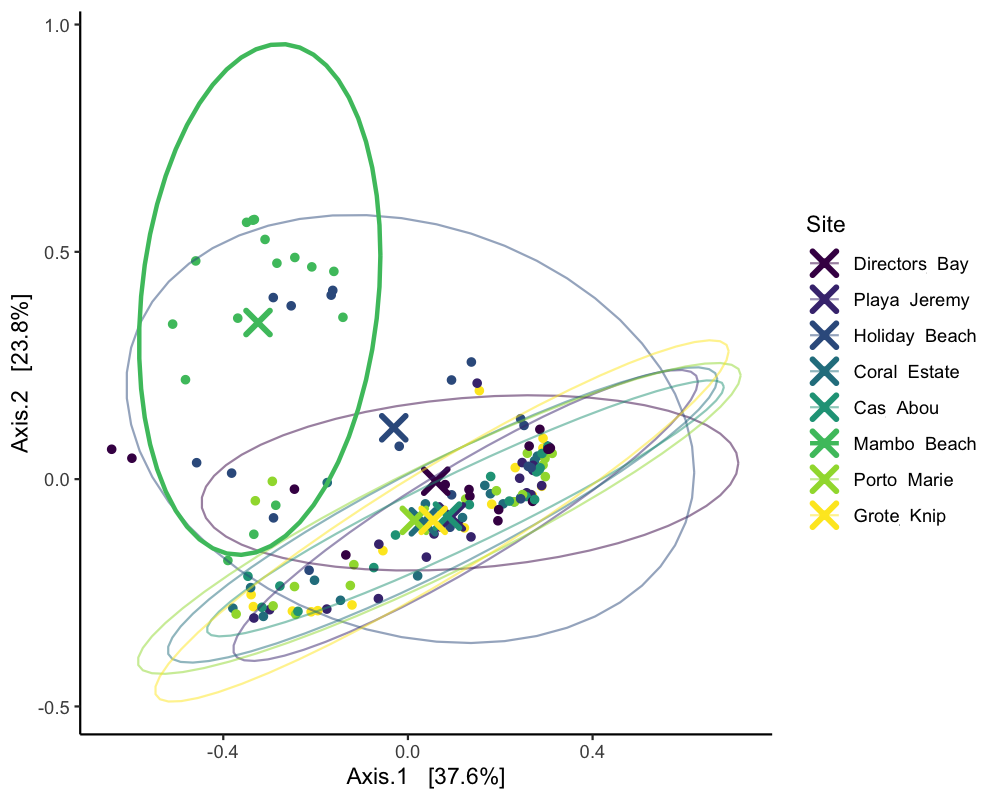 1.0
0.5
0.0
-0.5
-0.4
0.0
0.4
Axis.1 [37.6%]
Axis.2 [23.8%]
Site
Directors Bay
Playa Jeremy
Holiday Beach
Coral Estate
Cas Abou
Mambo Beach
Porto Marie
Grote Knip